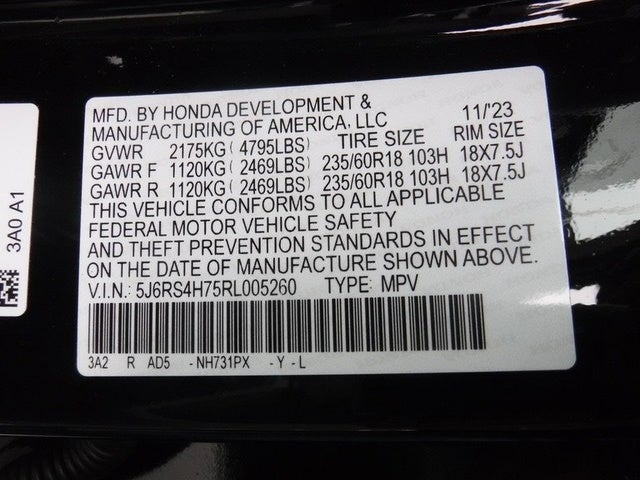 MFD. BY HONDA DEVELOPMENT &
MANUFACTURING OF AMERICA, LLC 11/'23
GVWR 2175KG ( 4795LBS) TIRE SIZE RIM SIZE
GAWR F 1120KG ( 2469LBS) 235/60R18 103H 18X7.5J
GAWR R 1120KG ( 2469LBS) 235/60R18 103H 18X7.5J
THIS VEHICLE CONFORMS TO ALL APPLICABLE
FEDERAL MOTOR VEHICLE SAFETY
AND THEFT PREVENTION STANDARDS IN EFFECT
ON THE DATE OF MANUFACTURE SHOWN ABOVE.
V.I.N.: 5J6RS4H75RL005260 TYPE: MPV
3A2 R AD5 - NH731PX - Y - L
3A0 A1